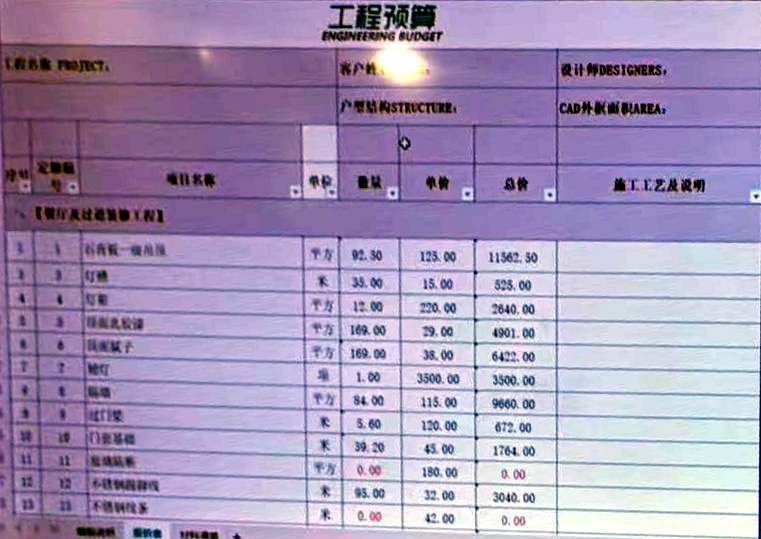 工程预算
ENGINEERING BUDGET
工程名称 PROJECT: 客户姓 设计师DESIGNERS:
户型结构STRUCTURE: CAD外框面积AREA:
序号 定额编号 项目名称 单位 数量 单价 总价 施工工艺及说明
【餐厅及过道装修工程】
1 1 石膏板一级吊顶 平方 92.50 125.00 11562.50
3 3 灯槽 米 35.00 15.00 525.00
4 4 灯箱 平方 12.00 220.00 2640.00
5 5 顶面乳胶漆 平方 169.00 29.00 4901.00
6 6 顶面腻子 平方 169.00 38.00 6422.00
7 7 项 1.00 3500.00 3500.00
8 8 隔墙 平方 84.00 115.00 9660.00
9 9 过门梁 米 5.60 120.00 672.00
10 10 门套基础 米 39.20 45.00 1764.00
11 11 平方 0.00 180.00 0.00
12 12 不锈钢踢脚线 米 95.00 32.00 3040.00
13 13 不锈钢线条 米 0.00 42.00 0.00
报价表